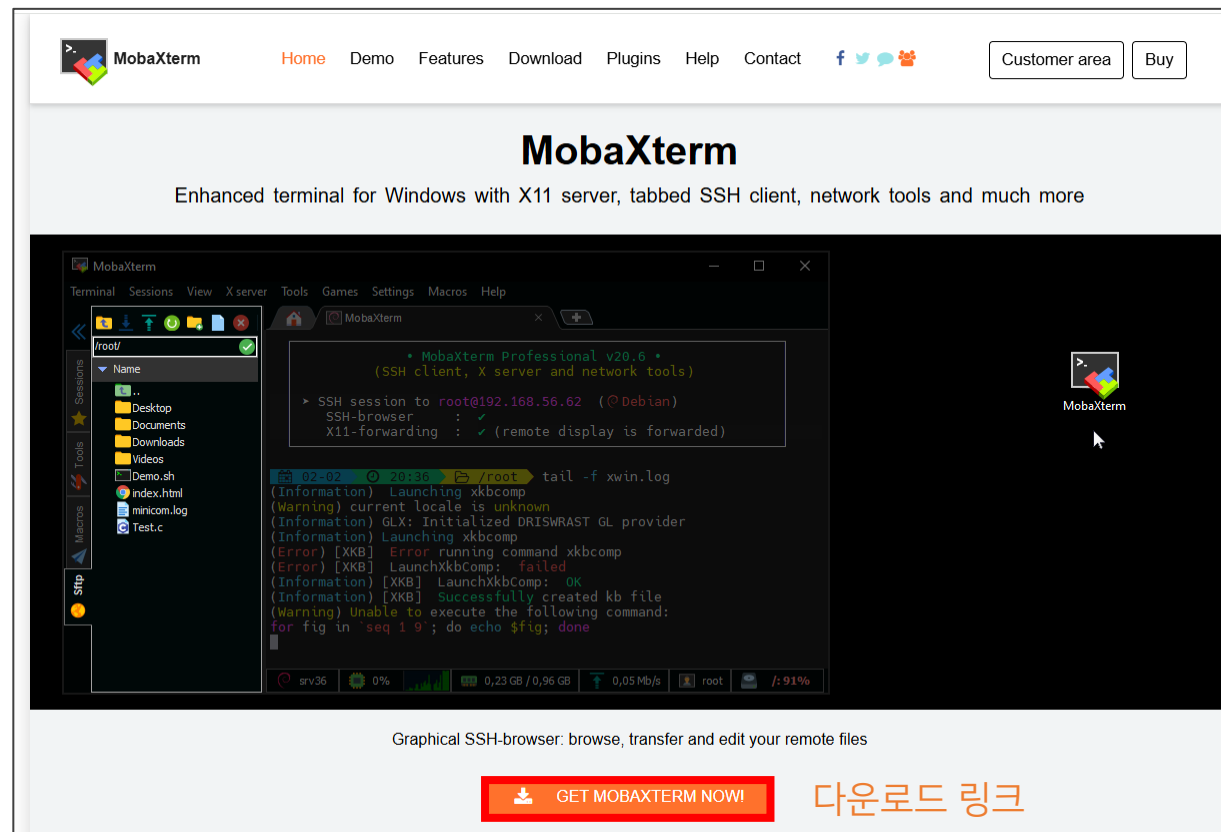 MobaXterm Home Demo Features Download Plugins Help Contact Customer area Buy
MobaXterm
Enhanced terminal for Windows with X11 server, tabbed SSH client, network tools and much more
MobaXterm
Terminal Sessions View X server Tools Games Settings Macros Help
MobaXterm
/root/
Name
..
Desktop
Documents
Downloads
Videos
Demo.sh
index.html
minicom.log
Test.c
Sessions
Tools
Macros
Sftp
• MobaXterm Professional v20.6 •
(SSH client, X server and network tools)
➤ SSH session to root@192.168.56.62 (Debian)
SSH-browser : ✔
X11-forwarding : ✔ (remote display is forwarded)
02-02 20:36 /root tail -f xwin.log
(Information) Launching xkbcomp
(Warning) current locale is unknown
(Information) GLX: Initialized DRISWRAST GL provider
(Information) Launching xkbcomp
(Error) [XKB] Error running command xkbcomp
(Error) [XKB] LaunchXkbComp: failed
(Information) [XKB] LaunchXkbComp: OK
(Information) [XKB] Successfully created kb file
(Warning) Unable to execute the following command:
for fig in `seq 1 9`; do echo $fig; done
srv36 0% 0,23 GB / 0,96 GB 0,05 Mb/s root /: 91%
MobaXterm
Graphical SSH-browser: browse, transfer and edit your remote files
GET MOBAXTERM NOW! 다운로드 링크